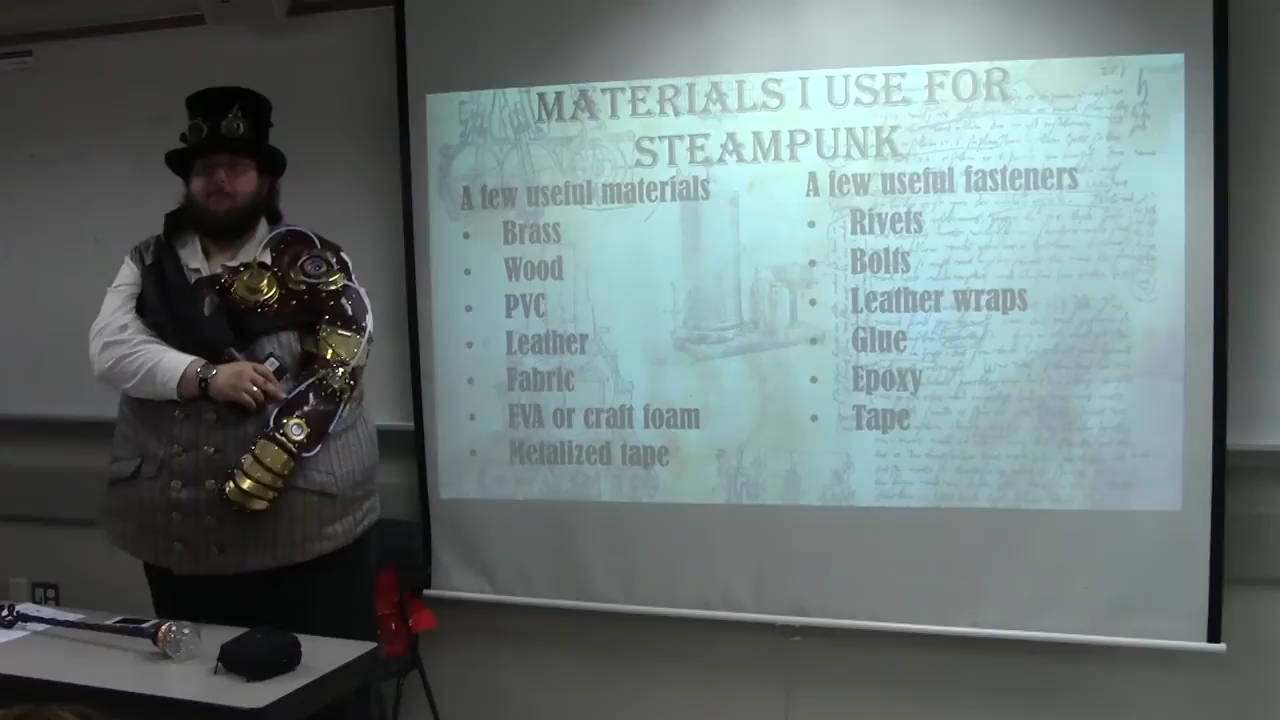 MATERIALS I USE FOR
STEAMPUNK
A few useful materials
• Brass
• Wood
• PVC
• Leather
• Fabric
• EVA or craft foam
• Metalized tape
A few useful fasteners
• Rivets
• Bolts
• Leather wraps
• Glue
• Epoxy
• Tape